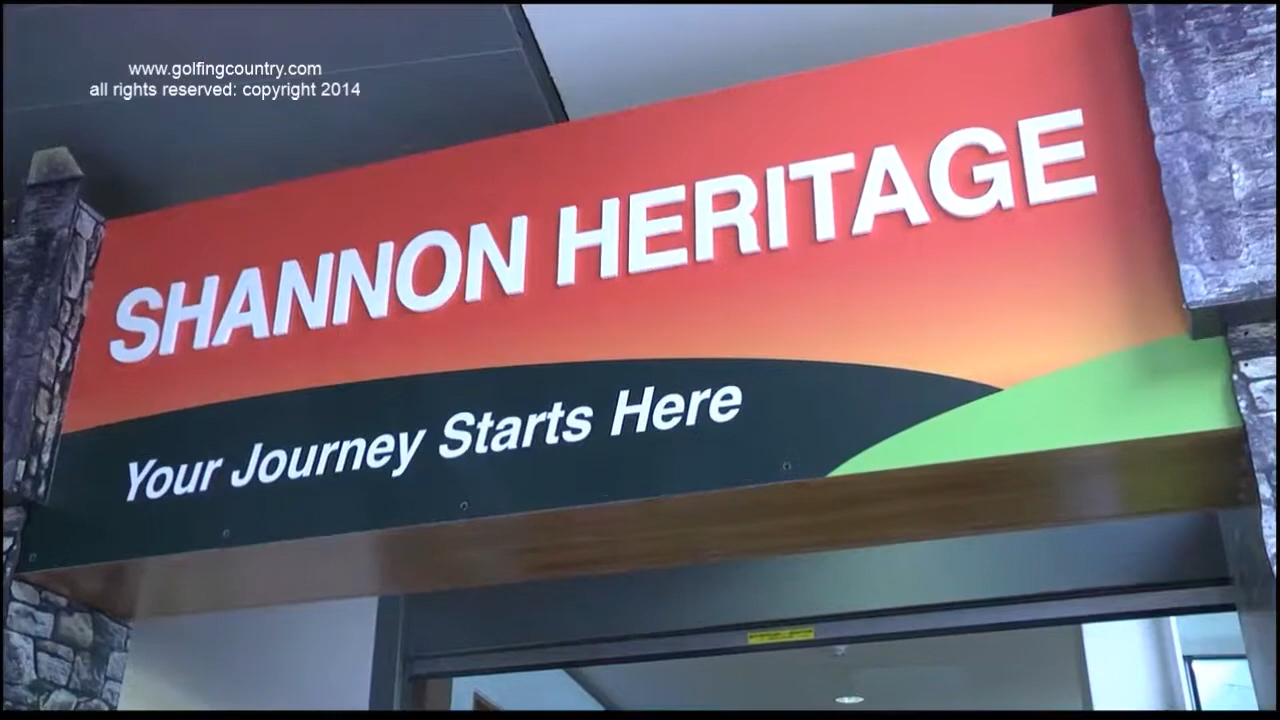 www.golfingcountry.com
all rights reserved: copyright 2014
SHANNON HERITAGE
Your Journey Starts Here